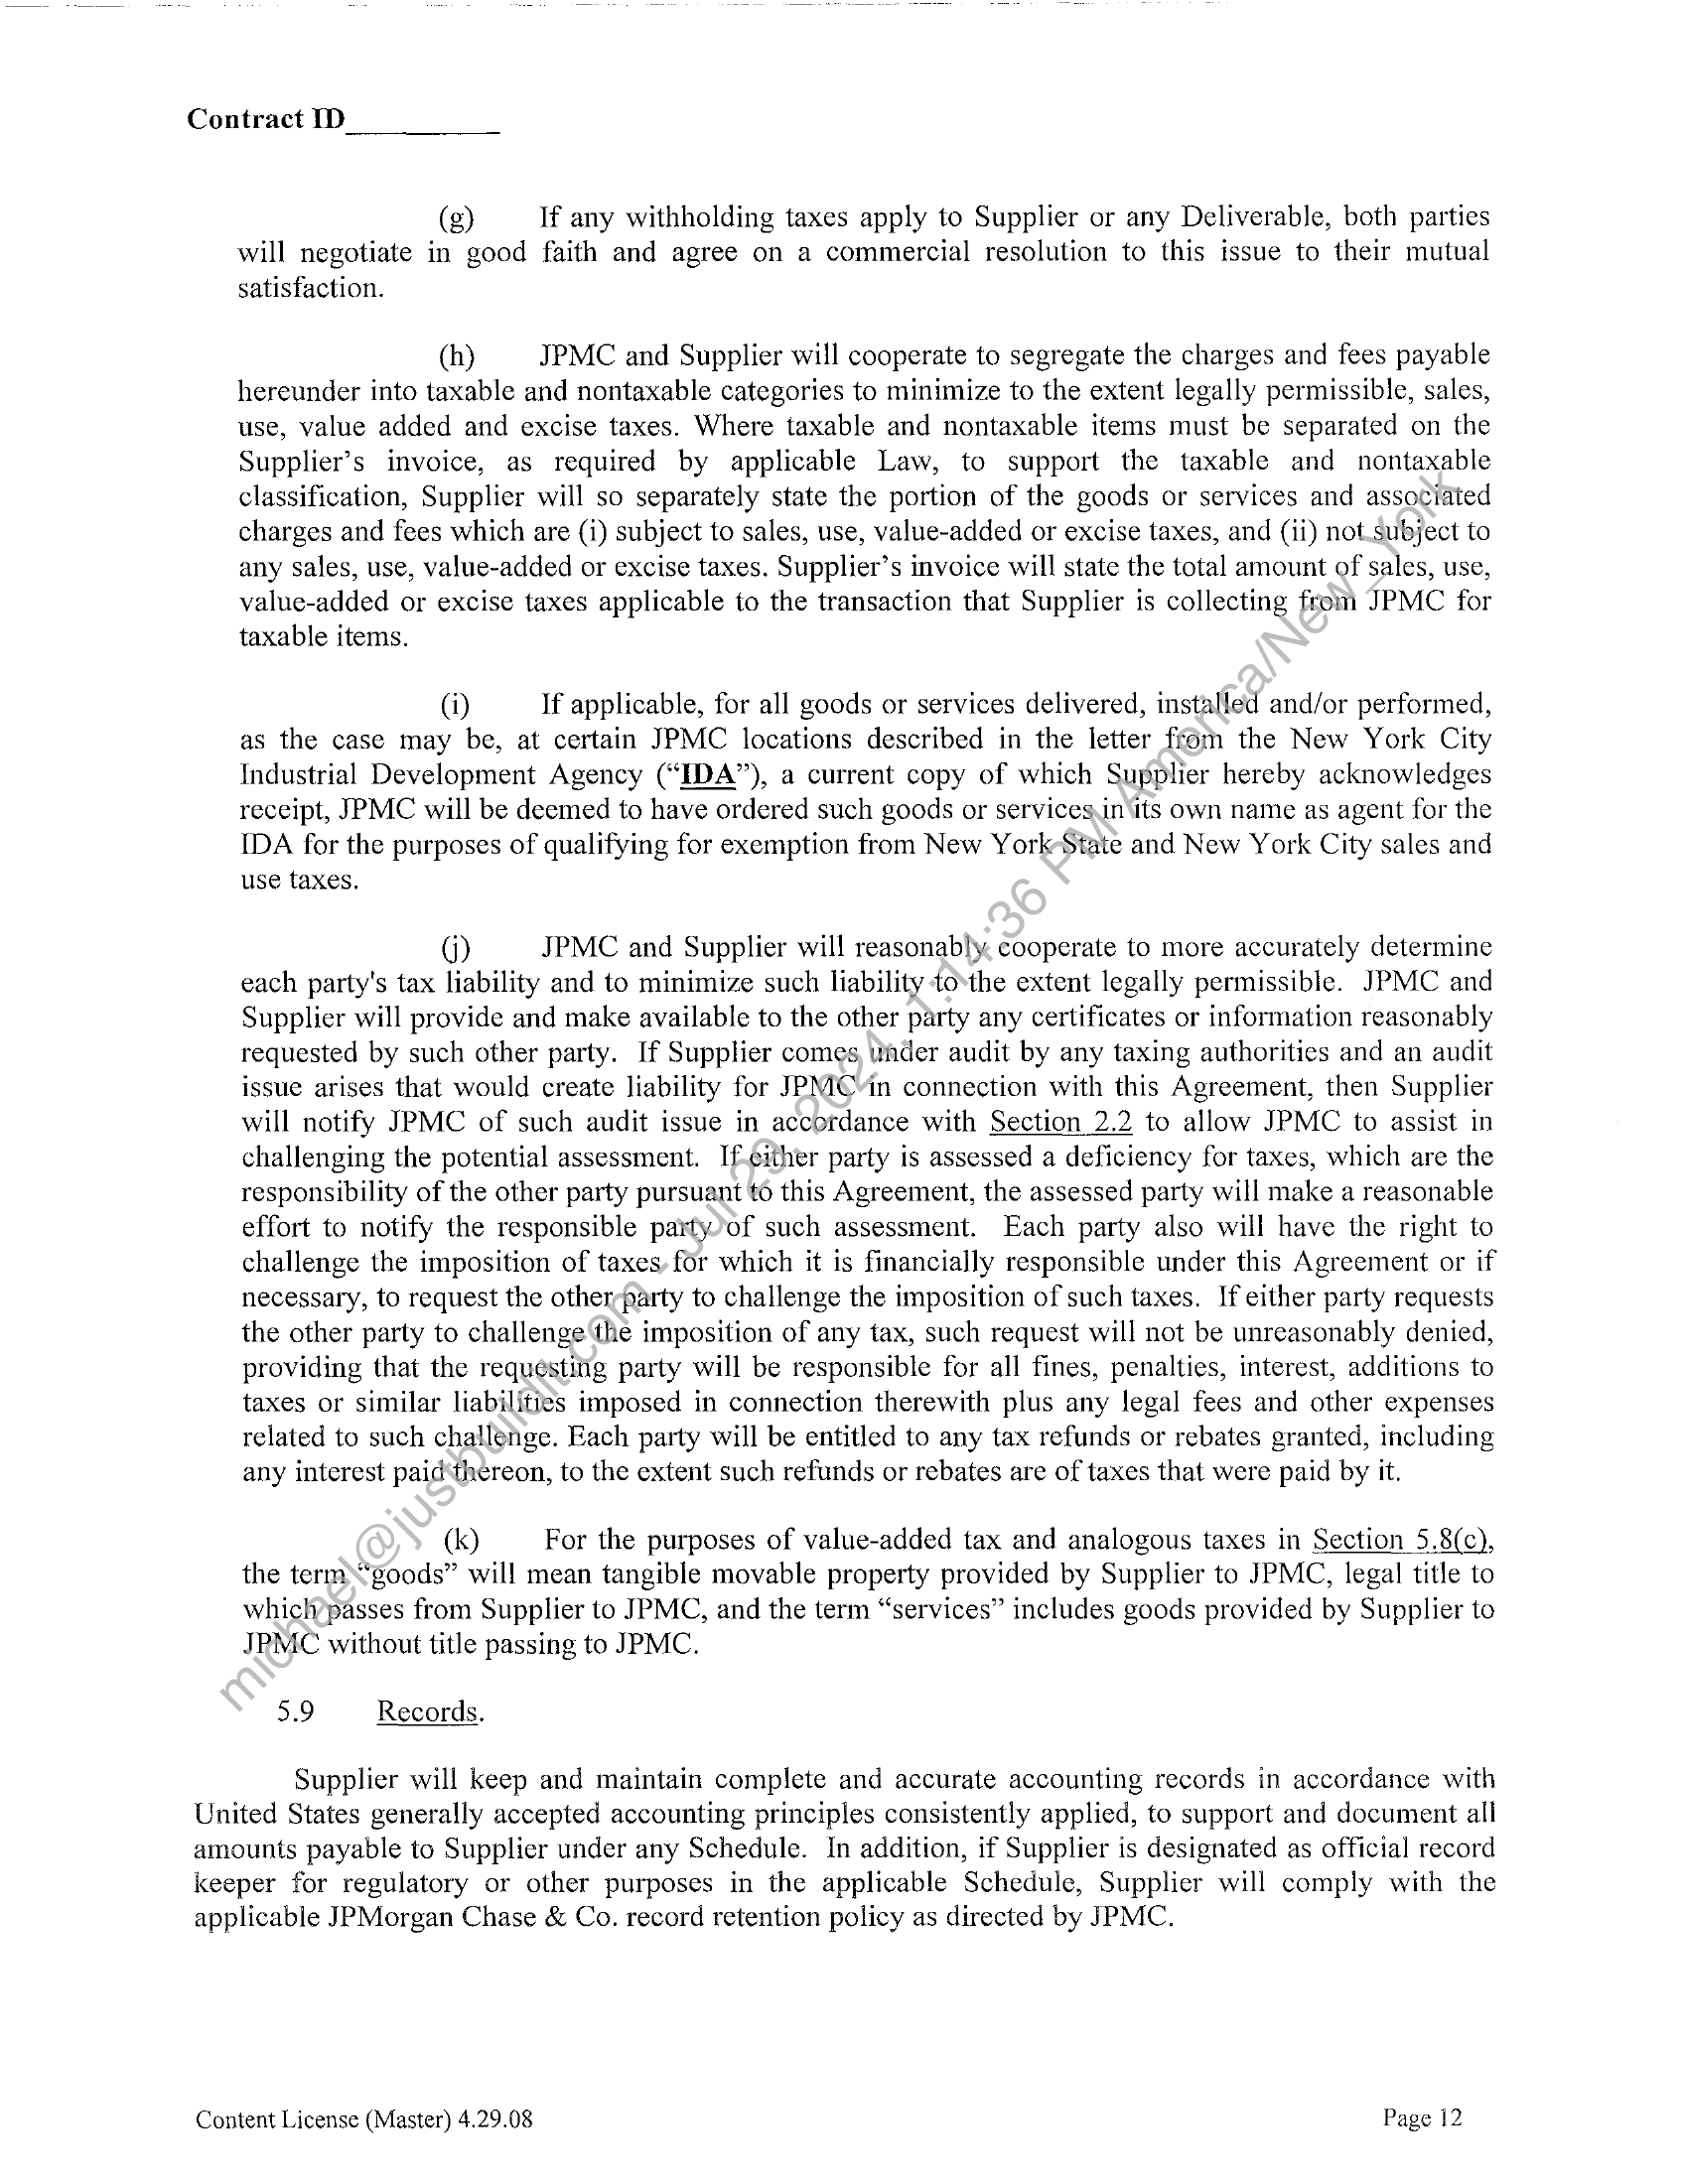 Contract ID__________
(g) If any withholding taxes apply to Supplier or any Deliverable, both parties
will negotiate in good faith and agree on a commercial resolution to this issue to their mutual
satisfaction.
(h) JPMC and Supplier will cooperate to segregate the charges and fees payable
hereunder into taxable and nontaxable categories to minimize to the extent legally permissible, sales,
use, value added and excise taxes. Where taxable and nontaxable items must be separated on the
Supplier’s invoice, as required by applicable Law, to support the taxable and nontaxable
classification, Supplier will so separately state the portion of the goods or services and associated
charges and fees which are (i) subject to sales, use, value-added or excise taxes, and (ii) not subject to
any sales, use, value-added or excise taxes. Supplier’s invoice will state the total amount of sales, use,
value-added or excise taxes applicable to the transaction that Supplier is collecting from JPMC for
taxable items.
(i) If applicable, for all goods or services delivered, installed and/or performed,
as the case may be, at certain JPMC locations described in the letter from the New York City
Industrial Development Agency (“IDA”), a current copy of which Supplier hereby acknowledges
receipt, JPMC will be deemed to have ordered such goods or services in its own name as agent for the
IDA for the purposes of qualifying for exemption from New York State and New York City sales and
use taxes.
(j) JPMC and Supplier will reasonably cooperate to more accurately determine
each party's tax liability and to minimize such liability to the extent legally permissible. JPMC and
Supplier will provide and make available to the other party any certificates or information reasonably
requested by such other party. If Supplier comes under audit by any taxing authorities and an audit
issue arises that would create liability for JPMC in connection with this Agreement, then Supplier
will notify JPMC of such audit issue in accordance with Section 2.2 to allow JPMC to assist in
challenging the potential assessment. If either party is assessed a deficiency for taxes, which are the
responsibility of the other party pursuant to this Agreement, the assessed party will make a reasonable
effort to notify the responsible party of such assessment. Each party also will have the right to
challenge the imposition of taxes for which it is financially responsible under this Agreement or if
necessary, to request the other party to challenge the imposition of such taxes. If either party requests
the other party to challenge the imposition of any tax, such request will not be unreasonably denied,
providing that the requesting party will be responsible for all fines, penalties, interest, additions to
taxes or similar liabilities imposed in connection therewith plus any legal fees and other expenses
related to such challenge. Each party will be entitled to any tax refunds or rebates granted, including
any interest paid thereon, to the extent such refunds or rebates are of taxes that were paid by it.
(k) For the purposes of value-added tax and analogous taxes in Section 5.8(c),
the term “goods” will mean tangible movable property provided by Supplier to JPMC, legal title to
which passes from Supplier to JPMC, and the term “services” includes goods provided by Supplier to
JPMC without title passing to JPMC.
5.9 Records.
Supplier will keep and maintain complete and accurate accounting records in accordance with
United States generally accepted accounting principles consistently applied, to support and document all
amounts payable to Supplier under any Schedule. In addition, if Supplier is designated as official record
keeper for regulatory or other purposes in the applicable Schedule, Supplier will comply with the
applicable JPMorgan Chase & Co. record retention policy as directed by JPMC.
Content License (Master) 4.29.08 Page 12
michael@justbuildit.com - Jul 29, 2024, 1:14:36 PM America/New_York